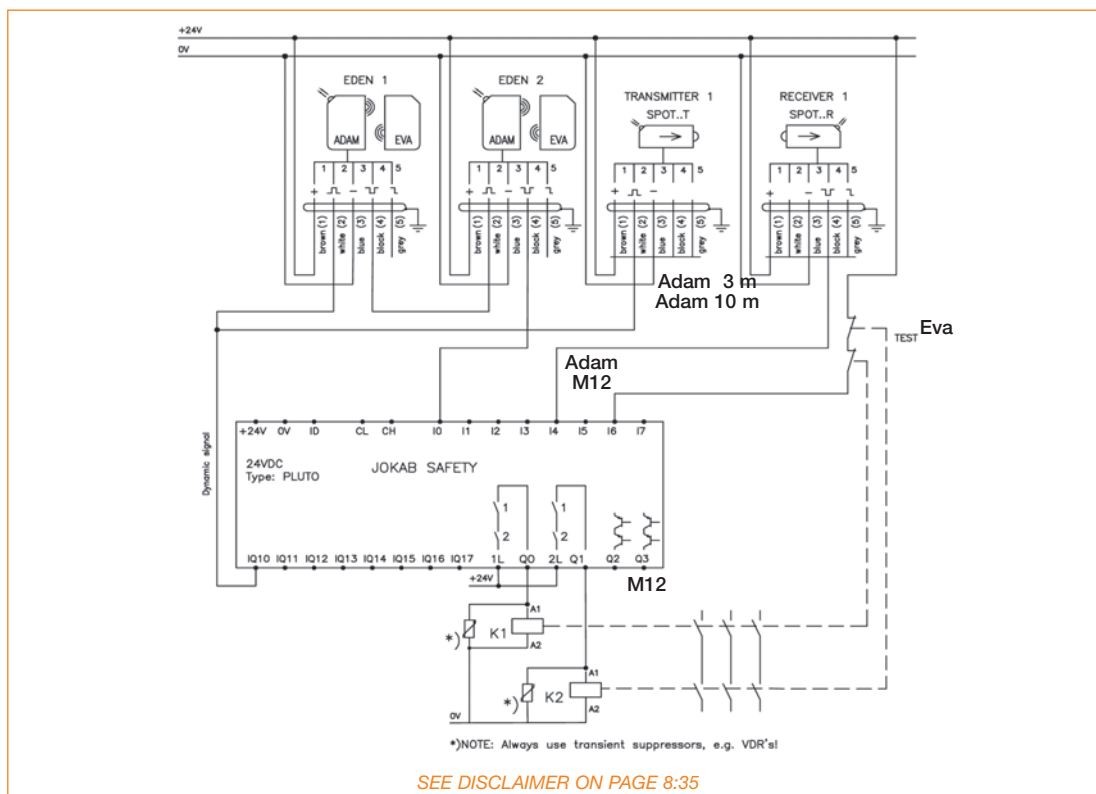 +24V
0V
EDEN 1
EDEN 2
TRANSMITTER 1
SPOT..T
RECEIVER 1
SPOT..R
ADAM
EVA
ADAM
EVA
1 2 3 4 5
1 2 3 4 5
1 2 3 4 5
1 2 3 4 5
+ −
+ −
+ −
+ −
brown (1)
white (2)
blue (3)
black (4)
grey (5)
brown (1)
white (2)
blue (3)
black (4)
grey (5)
brown (1)
white (2)
blue (3)
black (4)
grey (5)
brown (1)
white (2)
blue (3)
black (4)
grey (5)
Adam 3 m
Adam 10 m
TEST
Eva
Adam
M12
Dynamic signal
+24V 0V ID CL CH I0 I1 I2 I3 I4 I5 I6 I7
24VDC
Type: PLUTO
JOKAB SAFETY
1
2
1
2
IQ10 IQ11 IQ12 IQ13 IQ14 IQ15 IQ16 IQ17 1L Q0 2L Q1 Q2 Q3
+24V
M12
A1
*) K1
A2
A1
*) K2
A2
0V
*)NOTE: Always use transient suppressors, e.g. VDR's!
SEE DISCLAIMER ON PAGE 8:35